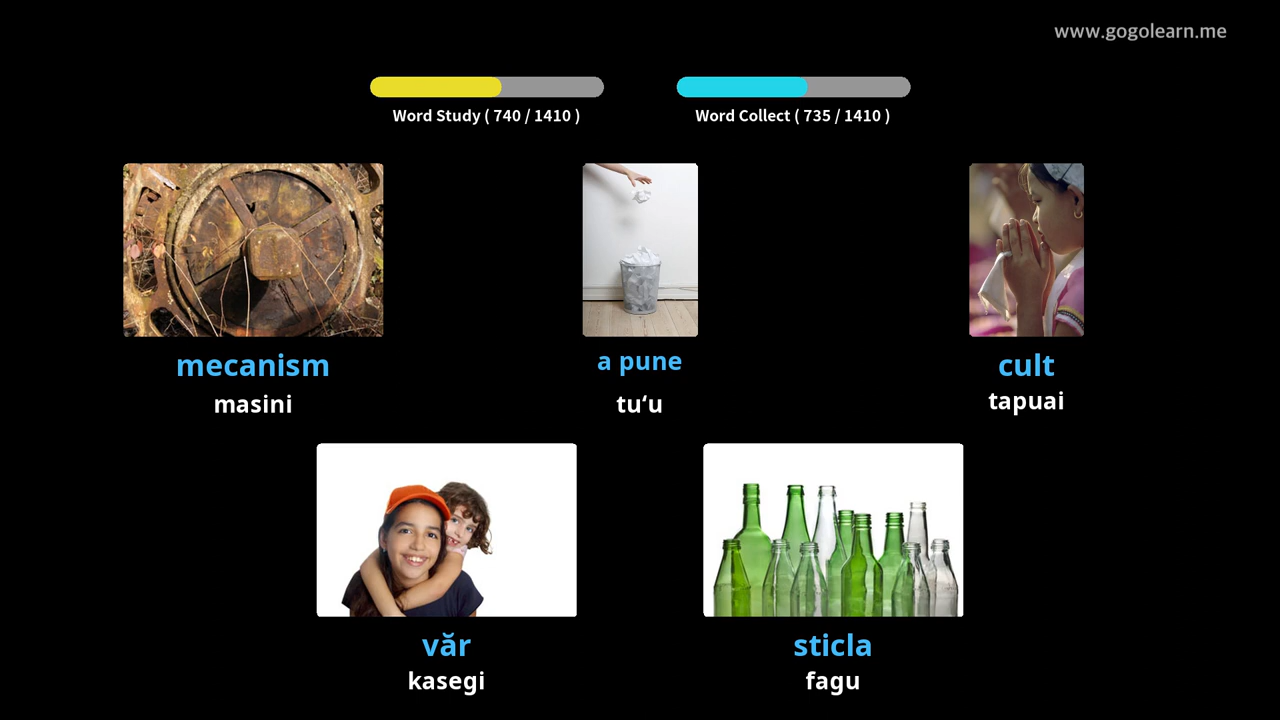 www.gogolearn.me
Word Study ( 740 / 1410 )
Word Collect ( 735 / 1410 )
mecanism
masini
a pune
tu‘u
cult
tapuai
văr
kasegi
sticla
fagu